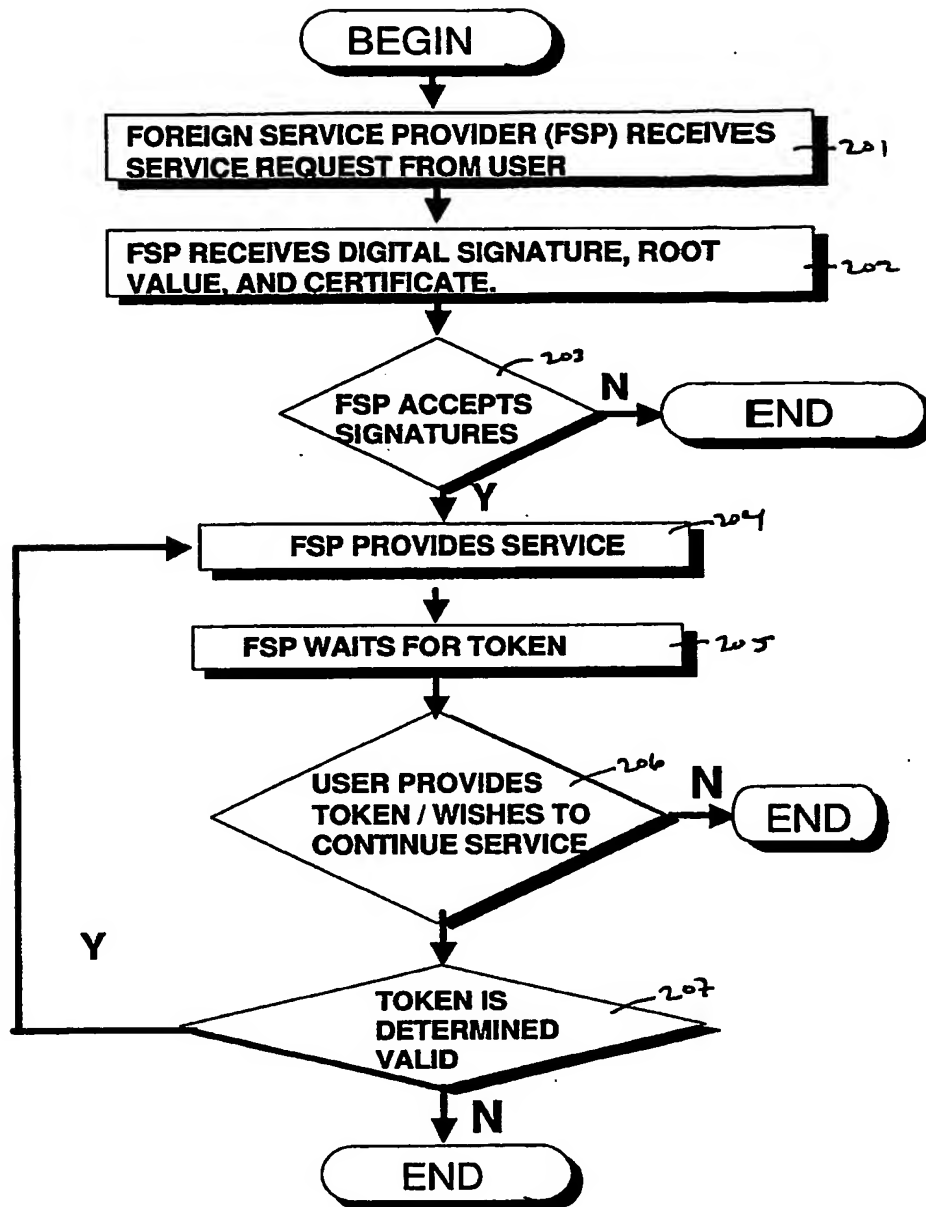 BEGIN
FOREIGN SERVICE PROVIDER (FSP) RECEIVES
SERVICE REQUEST FROM USER
201
FSP RECEIVES DIGITAL SIGNATURE, ROOT
VALUE, AND CERTIFICATE.
202
203
FSP ACCEPTS
SIGNATURES
N
END
Y
FSP PROVIDES SERVICE
204
FSP WAITS FOR TOKEN
205
206
USER PROVIDES
TOKEN / WISHES TO
CONTINUE SERVICE
N
END
Y
207
TOKEN IS
DETERMINED
VALID
N
END